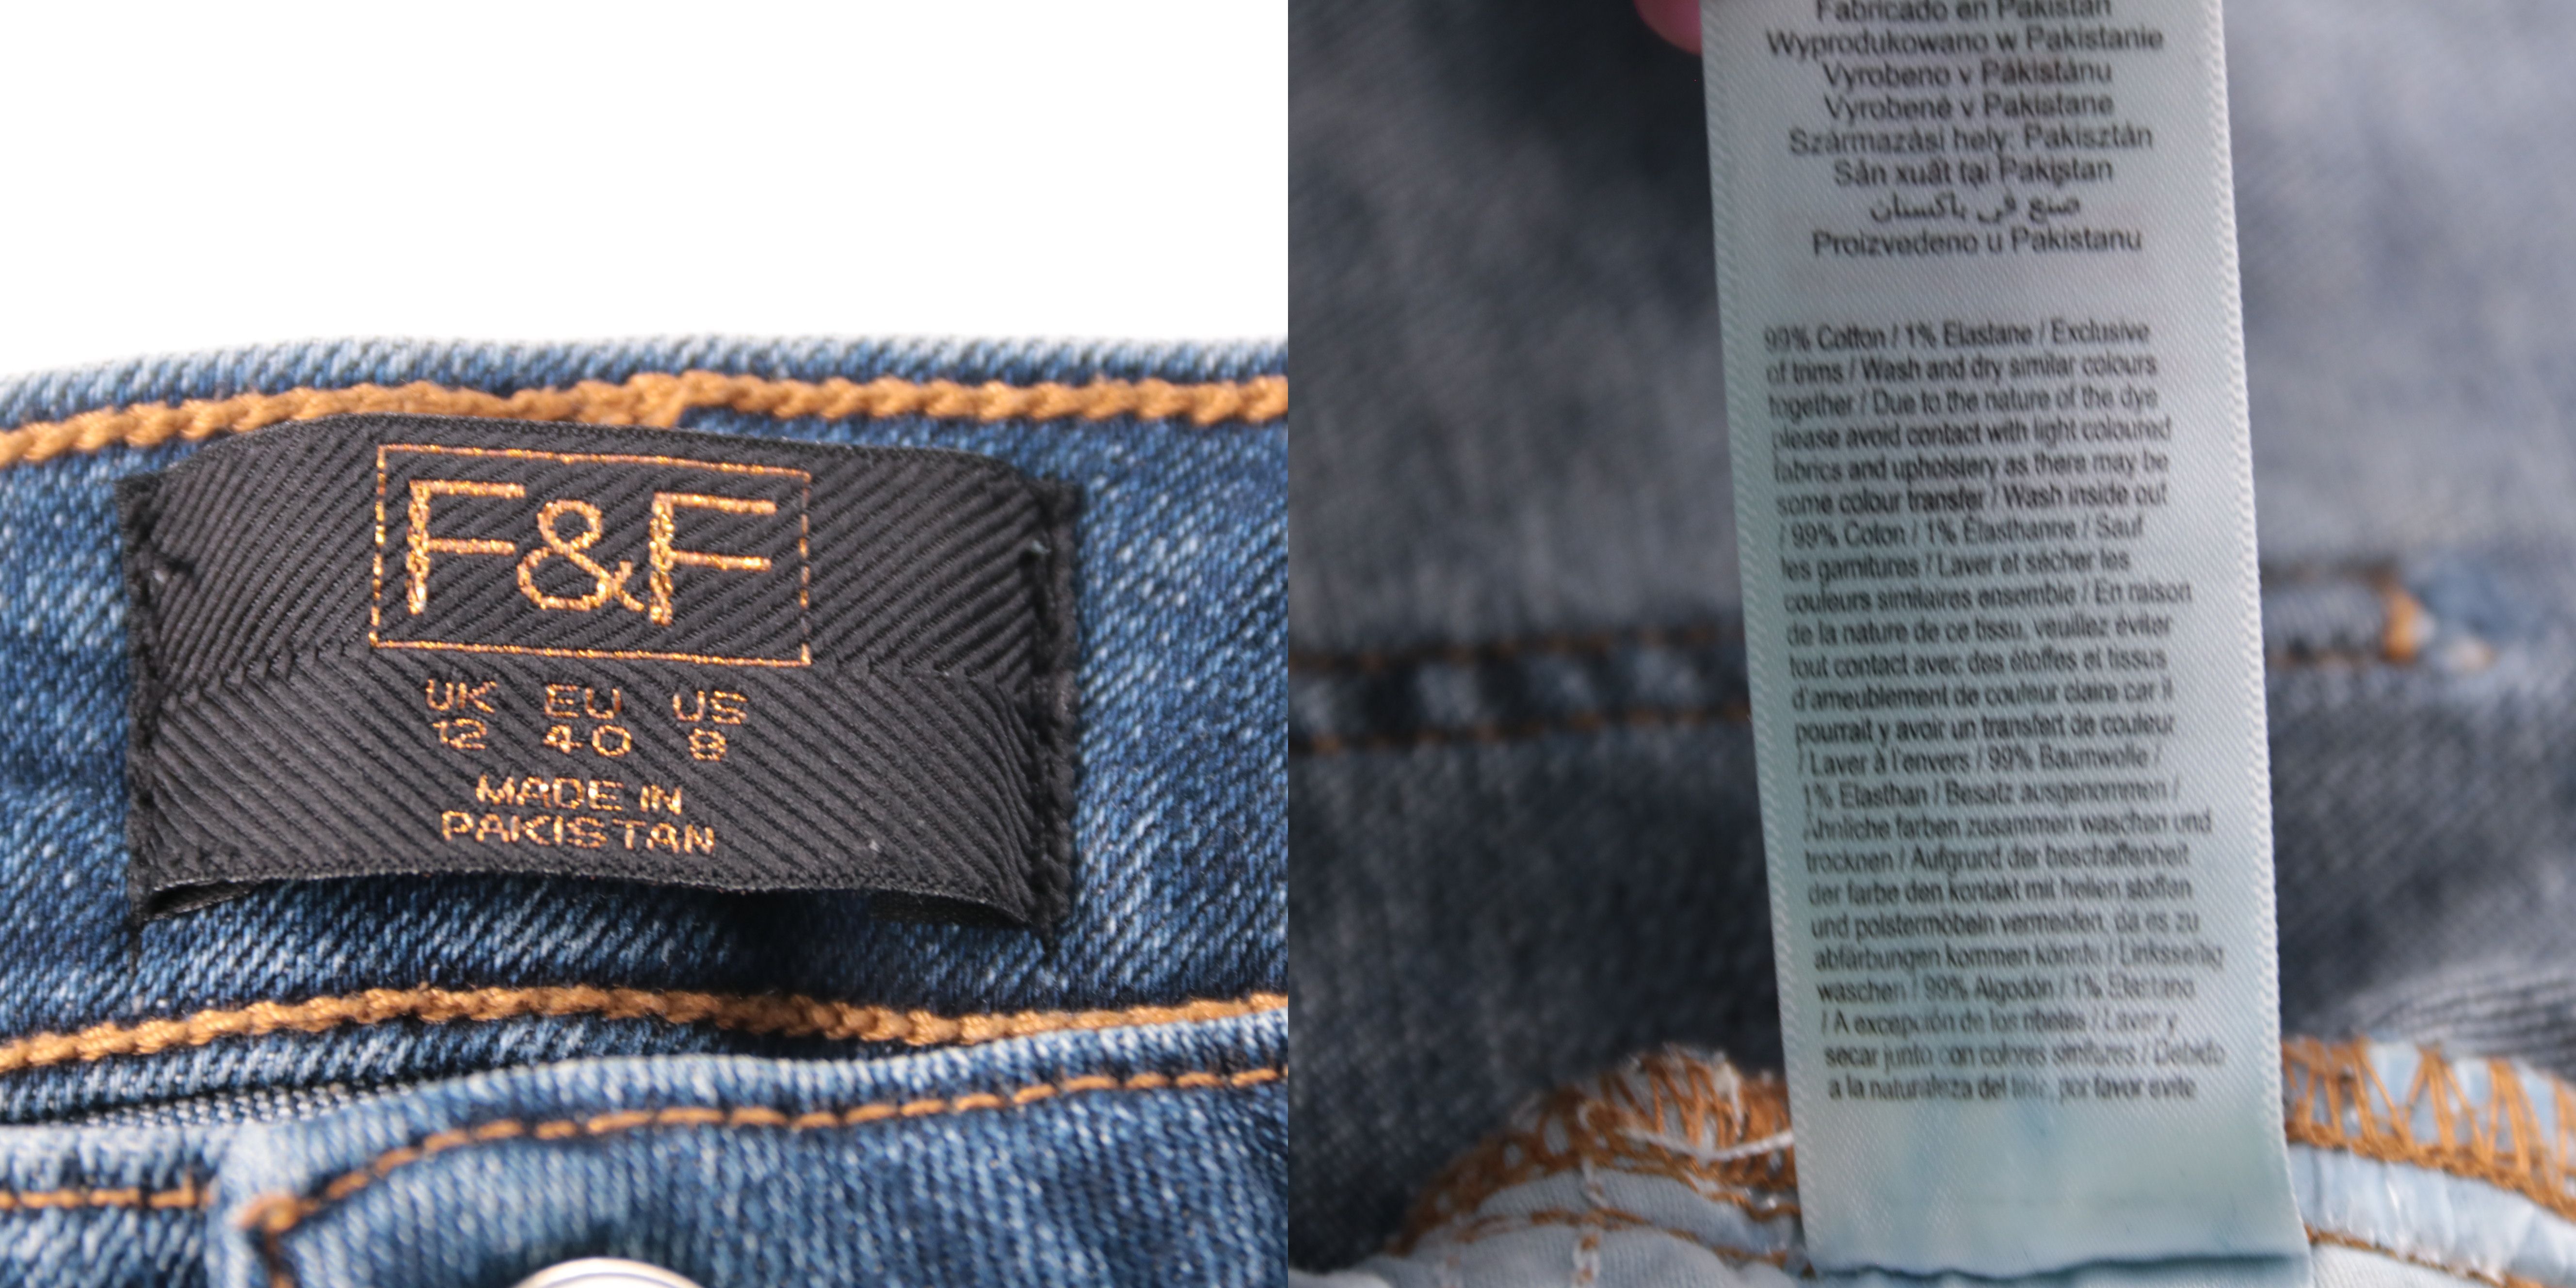 F&F
UK EU US
12 40 8
MADE IN
PAKISTAN
Fabricado en Pakistán
Wyprodukowano w Pakistanie
Vyrobeno v Pákistánu
Vyrobené v Pakistane
Származási hely: Pakisztán
Sản xuất tại Pakistan
صنع في باكستان
Proizvedeno u Pakistanu
99% Cotton / 1% Elastane / Exclusive
of trims / Wash and dry similar colours
together / Due to the nature of the dye
please avoid contact with light coloured
fabrics and upholstery as there may be
some colour transfer / Wash inside out
/ 99% Coton / 1% Élasthanne / Sauf
les garnitures / Laver et sécher les
couleurs similaires ensemble / En raison
de la nature de ce tissu, veuillez éviter
tout contact avec des étoffes et tissus
d'ameublement de couleur claire car il
pourrait y avoir un transfert de couleur
/ Laver à l'envers / 99% Baumwolle /
1% Elasthan / Besatz ausgenommen /
Ähnliche farben zusammen waschen und
trocknen / Aufgrund der beschaffenheit
der farbe den kontakt mit hellen stoffen
und polstermöbeln vermeiden, da es zu
abfärbungen kommen könnte / Linksseitig
waschen / 99% Algodón / 1% Elastano
/ A excepción de los ribetes / Lavar y
secar junto con colores similares / Debido
a la naturaleza del tinte, por favor evite